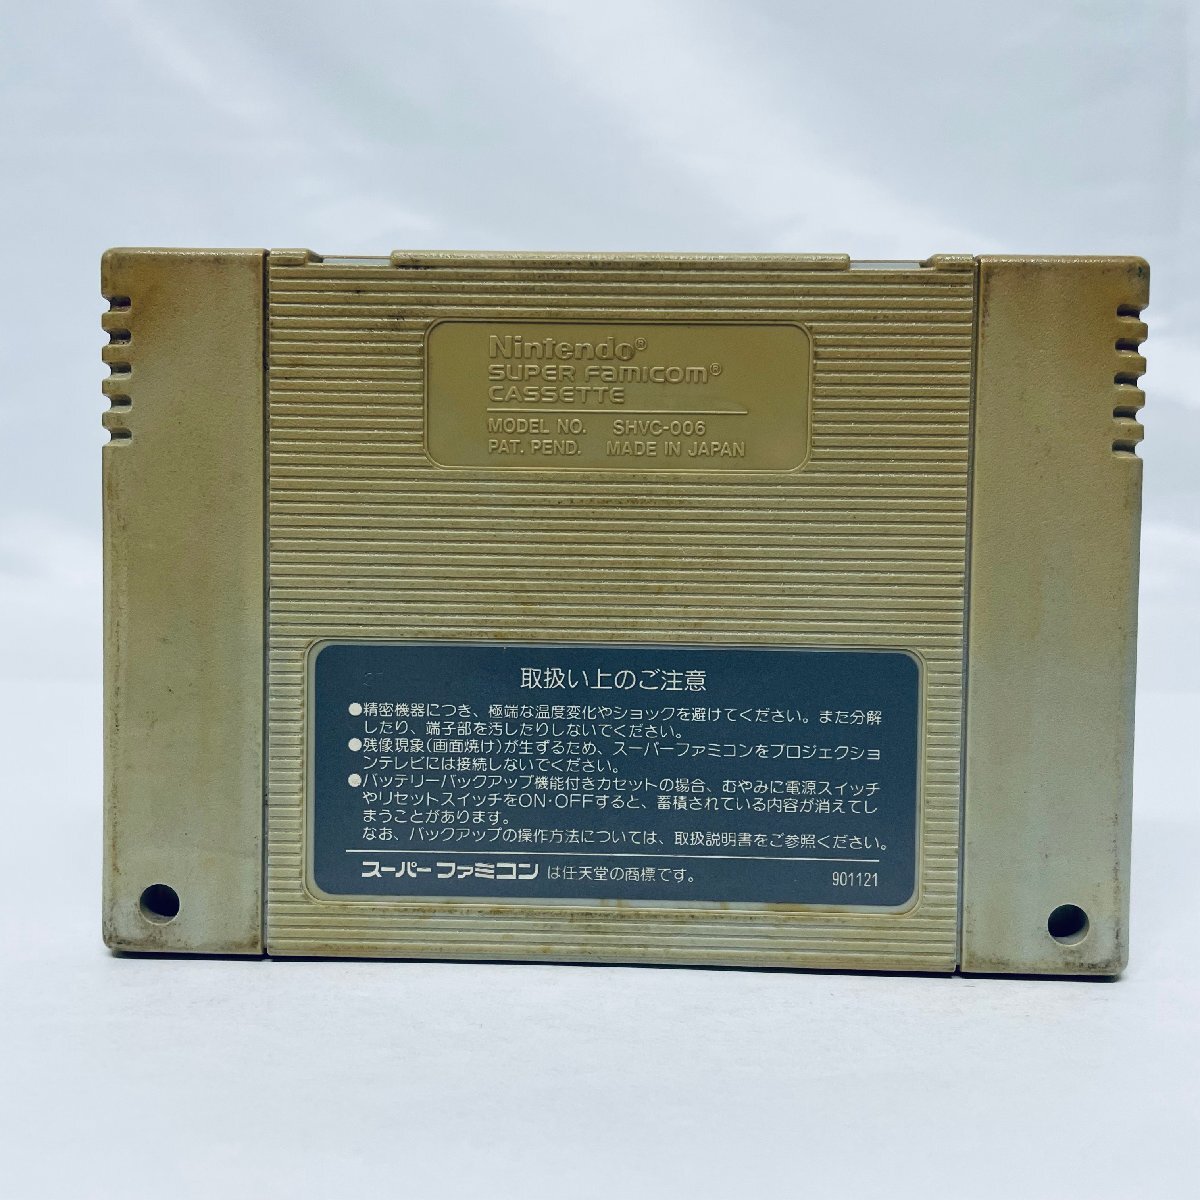 Nintendo®
SUPER Famicom®
CASSETTE
MODEL NO. SHVC-006
PAT. PEND. MADE IN JAPAN
取扱い上のご注意
●精密機器につき、極端な温度変化やショックを避けてください。また分解
したり、端子部を汚したりしないでください。
●残像現象(画面焼け)が生ずるため、スーパーファミコンをプロジェクショ
ンテレビには接続しないでください。
●バッテリーバックアップ機能付きカセットの場合、むやみに電源スイッチ
やリセットスイッチをON・OFFすると、蓄積されている内容が消えてし
まうことがあります。
なお、バックアップの操作方法については、取扱説明書をご参照ください。
スーパーファミコン は任天堂の商標です。 901121